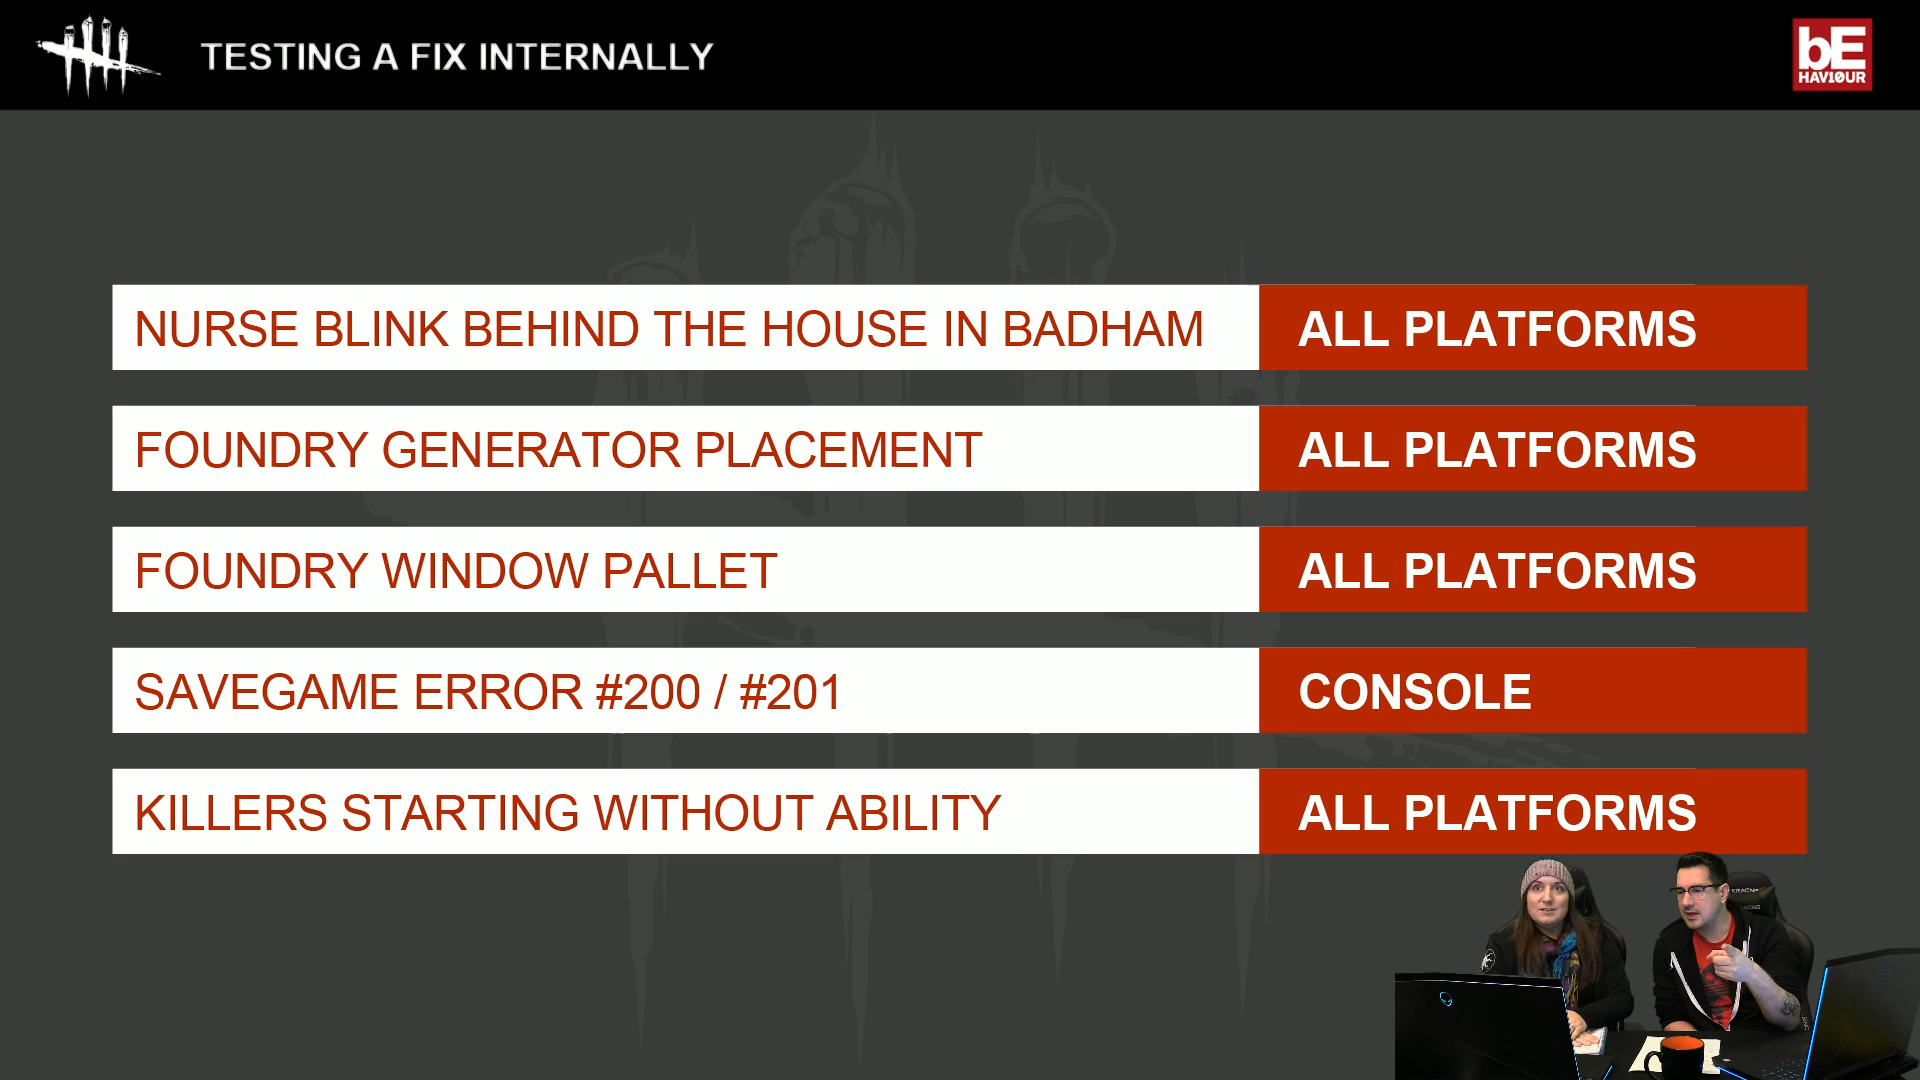 TESTING A FIX INTERNALLY
bE
HAVIOUR
NURSE BLINK BEHIND THE HOUSE IN BADHAM
ALL PLATFORMS
FOUNDRY GENERATOR PLACEMENT
ALL PLATFORMS
FOUNDRY WINDOW PALLET
ALL PLATFORMS
SAVEGAME ERROR #200 / #201
CONSOLE
KILLERS STARTING WITHOUT ABILITY
ALL PLATFORMS